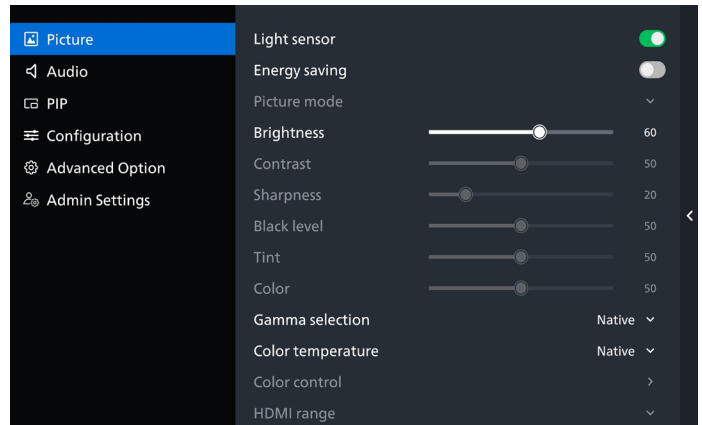 Picture
Audio
PIP
Configuration
Advanced Option
Admin Settings
Light sensor
Energy saving
Picture mode
Brightness 60
Contrast 50
Sharpness 20
Black level 50
Tint 50
Color 50
Gamma selection Native
Color temperature Native
Color control
HDMI range